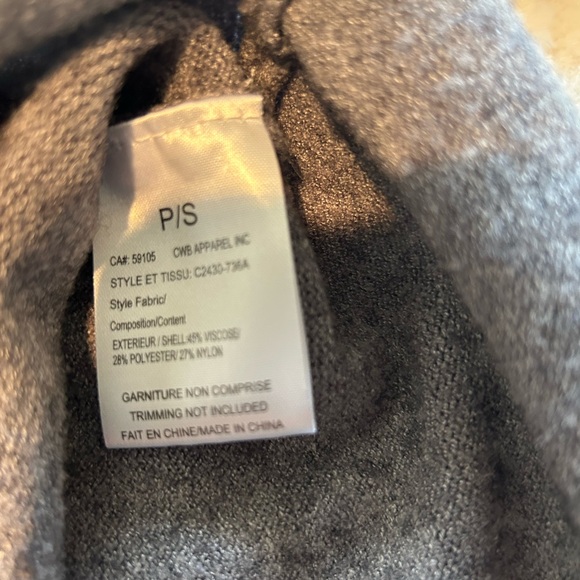 P/S
CA#: 59105 CWB APPAREL INC
STYLE ET TISSU: C2430-736A
Style Fabric/
Composition/Content
EXTERIEUR / SHELL:45% VISCOSE/
28% POLYESTER/ 27% NYLON
GARNITURE NON COMPRISE
TRIMMING NOT INCLUDED
FAIT EN CHINE/MADE IN CHINA